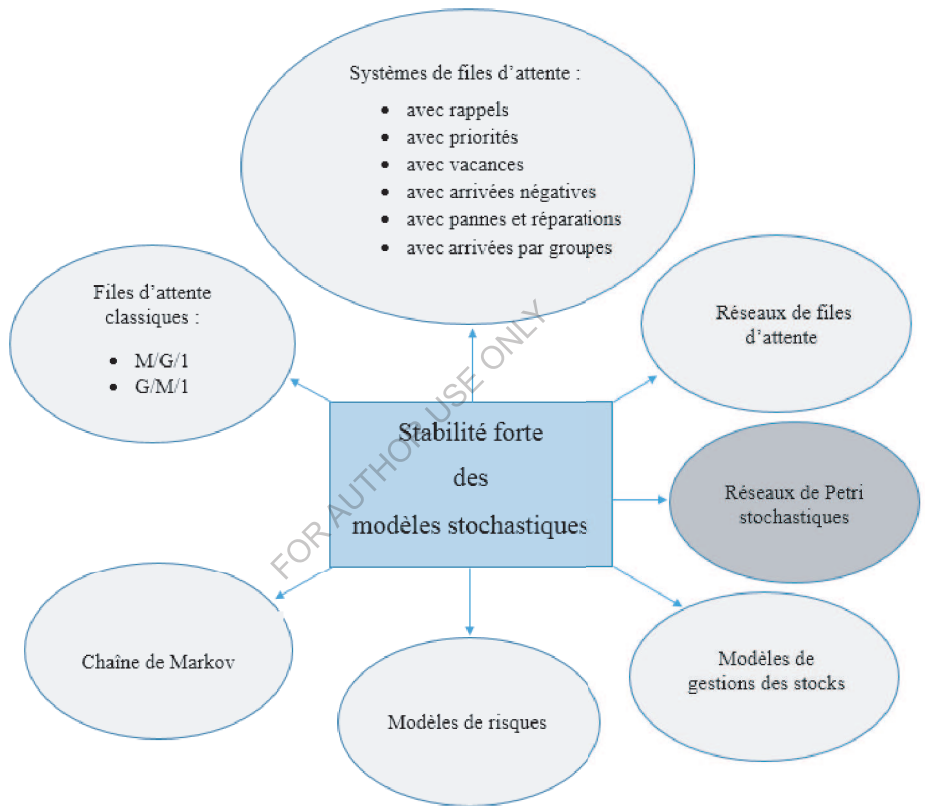 Systèmes de files d'attente :
• avec rappels
• avec priorités
• avec vacances
• avec arrivées négatives
• avec pannes et réparations
• avec arrivées par groupes
Files d'attente
classiques :
• M/G/1
• G/M/1
Réseaux de files
d'attente
Stabilité forte
des
modèles stochastiques
Réseaux de Petri
stochastiques
Chaîne de Markov
Modèles de risques
Modèles de
gestions des stocks
FOR AUTHOR USE ONLY